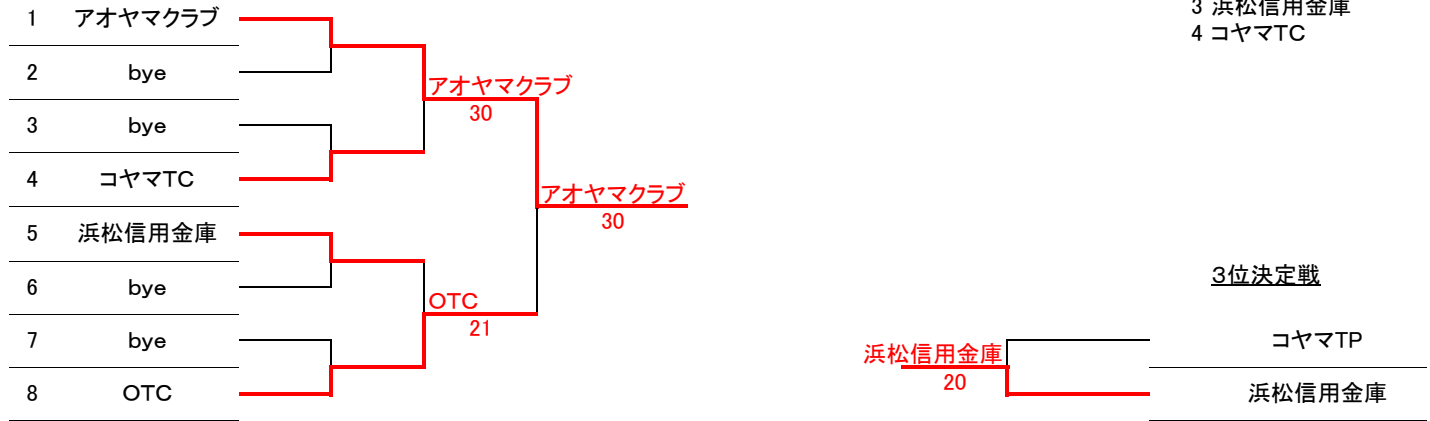 3 浜松信用金庫
4 コヤマTC
1 アオヤマクラブ
2 bye
3 bye
4 コヤマTC
5 浜松信用金庫
6 bye
7 bye
8 OTC
アオヤマクラブ
30
OTC
21
アオヤマクラブ
30
3位決定戦
コヤマTP
浜松信用金庫
浜松信用金庫
20